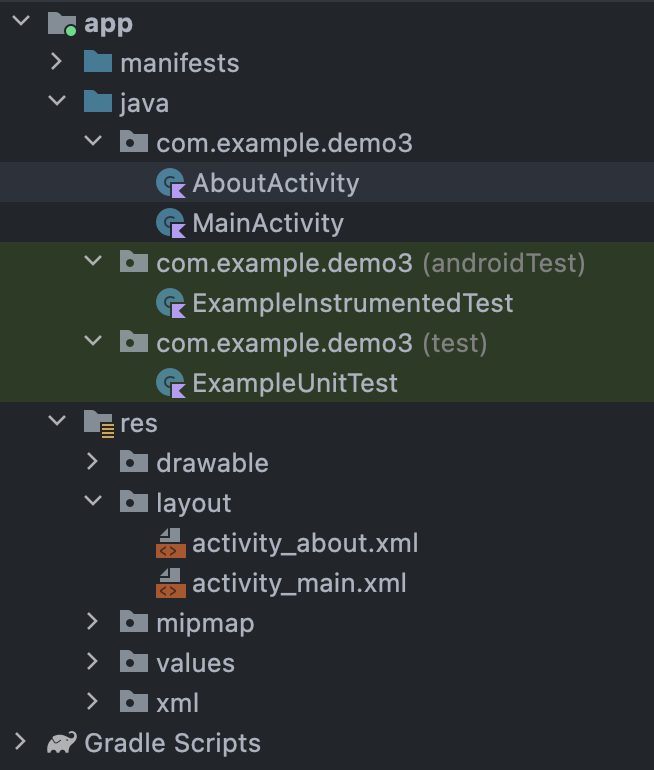 app
manifests
java
com.example.demo3
AboutActivity
MainActivity
com.example.demo3 (androidTest)
ExampleInstrumentedTest
com.example.demo3 (test)
ExampleUnitTest
res
drawable
layout
activity_about.xml
activity_main.xml
mipmap
values
xml
Gradle Scripts